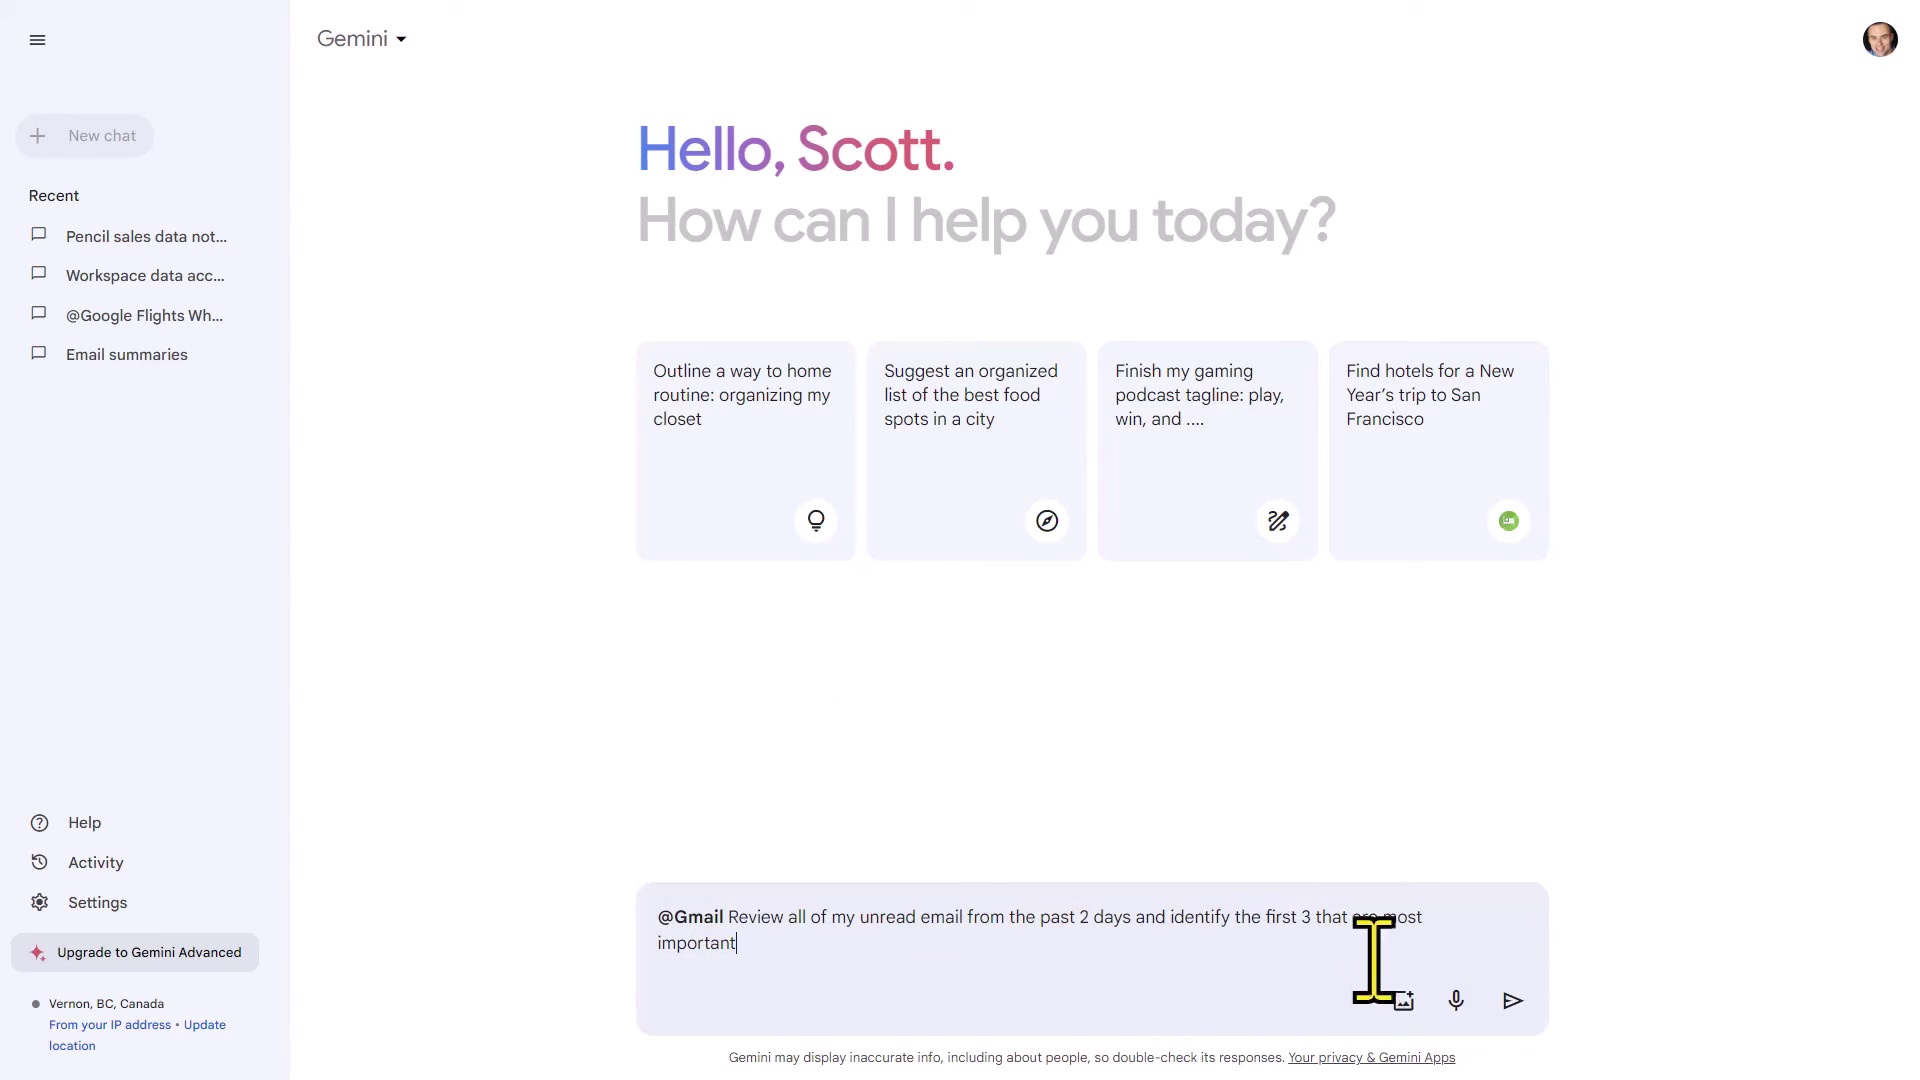 Gemini
New chat
Recent
Pencil sales data not...
Workspace data acc...
@Google Flights Wh...
Email summaries
Help
Activity
Settings
Upgrade to Gemini Advanced
Vernon, BC, Canada
From your IP address • Update
location
Hello, Scott.
How can I help you today?
Outline a way to home
routine: organizing my
closet
Suggest an organized
list of the best food
spots in a city
Finish my gaming
podcast tagline: play,
win, and ....
Find hotels for a New
Year’s trip to San
Francisco
@Gmail Review all of my unread email from the past 2 days and identify the first 3 that are most
important
Gemini may display inaccurate info, including about people, so double-check its responses. Your privacy & Gemini Apps